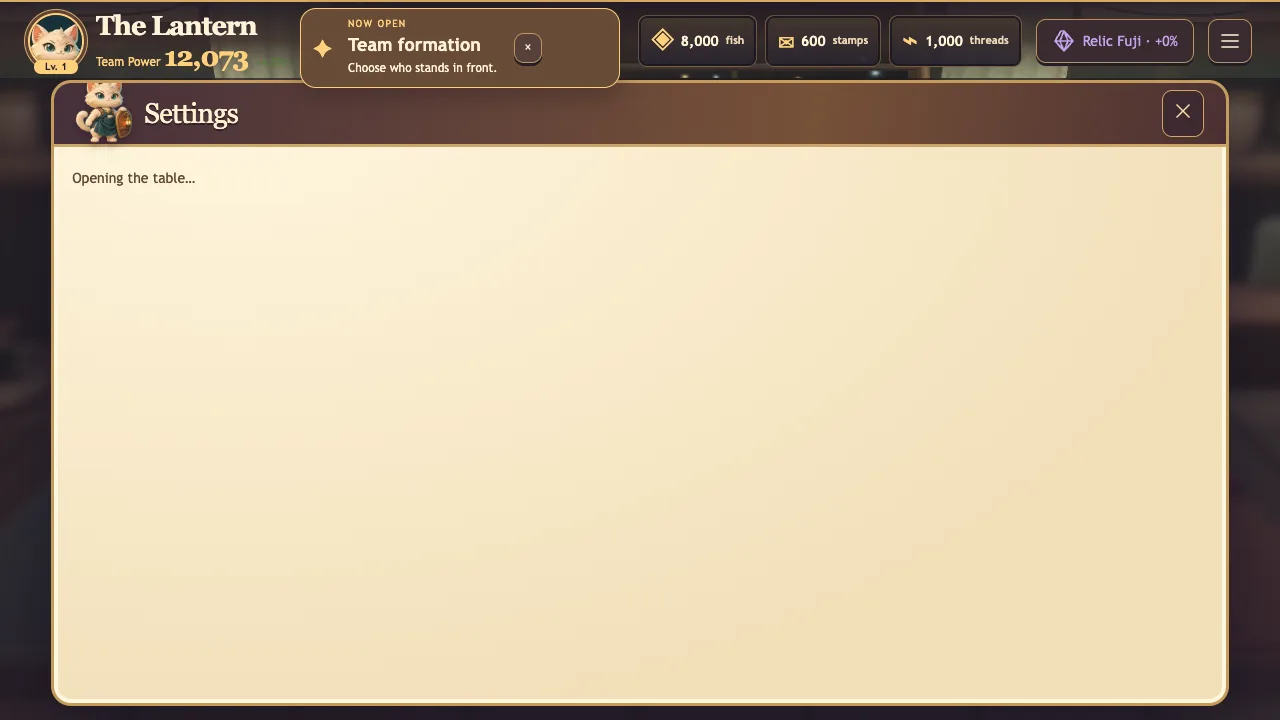 The Lantern
Team Power 12,073
Lv. 1
NOW OPEN
Team formation
Choose who stands in front.
×
8,000 fish
600 stamps
1,000 threads
Relic Fuji · +0%
Settings
Opening the table…